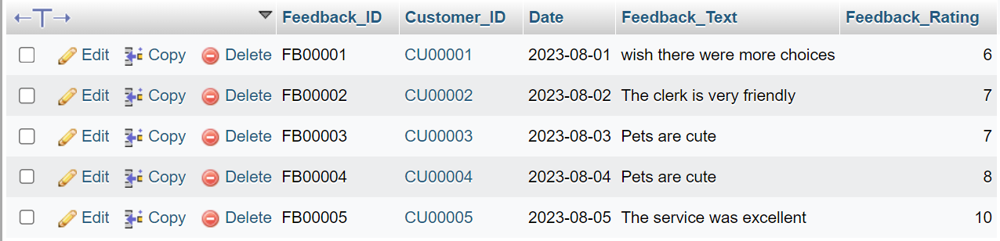 Feedback_ID Customer_ID Date Feedback_Text Feedback_Rating
Edit Copy Delete FB00001 CU00001 2023-08-01 wish there were more choices 6
Edit Copy Delete FB00002 CU00002 2023-08-02 The clerk is very friendly 7
Edit Copy Delete FB00003 CU00003 2023-08-03 Pets are cute 7
Edit Copy Delete FB00004 CU00004 2023-08-04 Pets are cute 8
Edit Copy Delete FB00005 CU00005 2023-08-05 The service was excellent 10